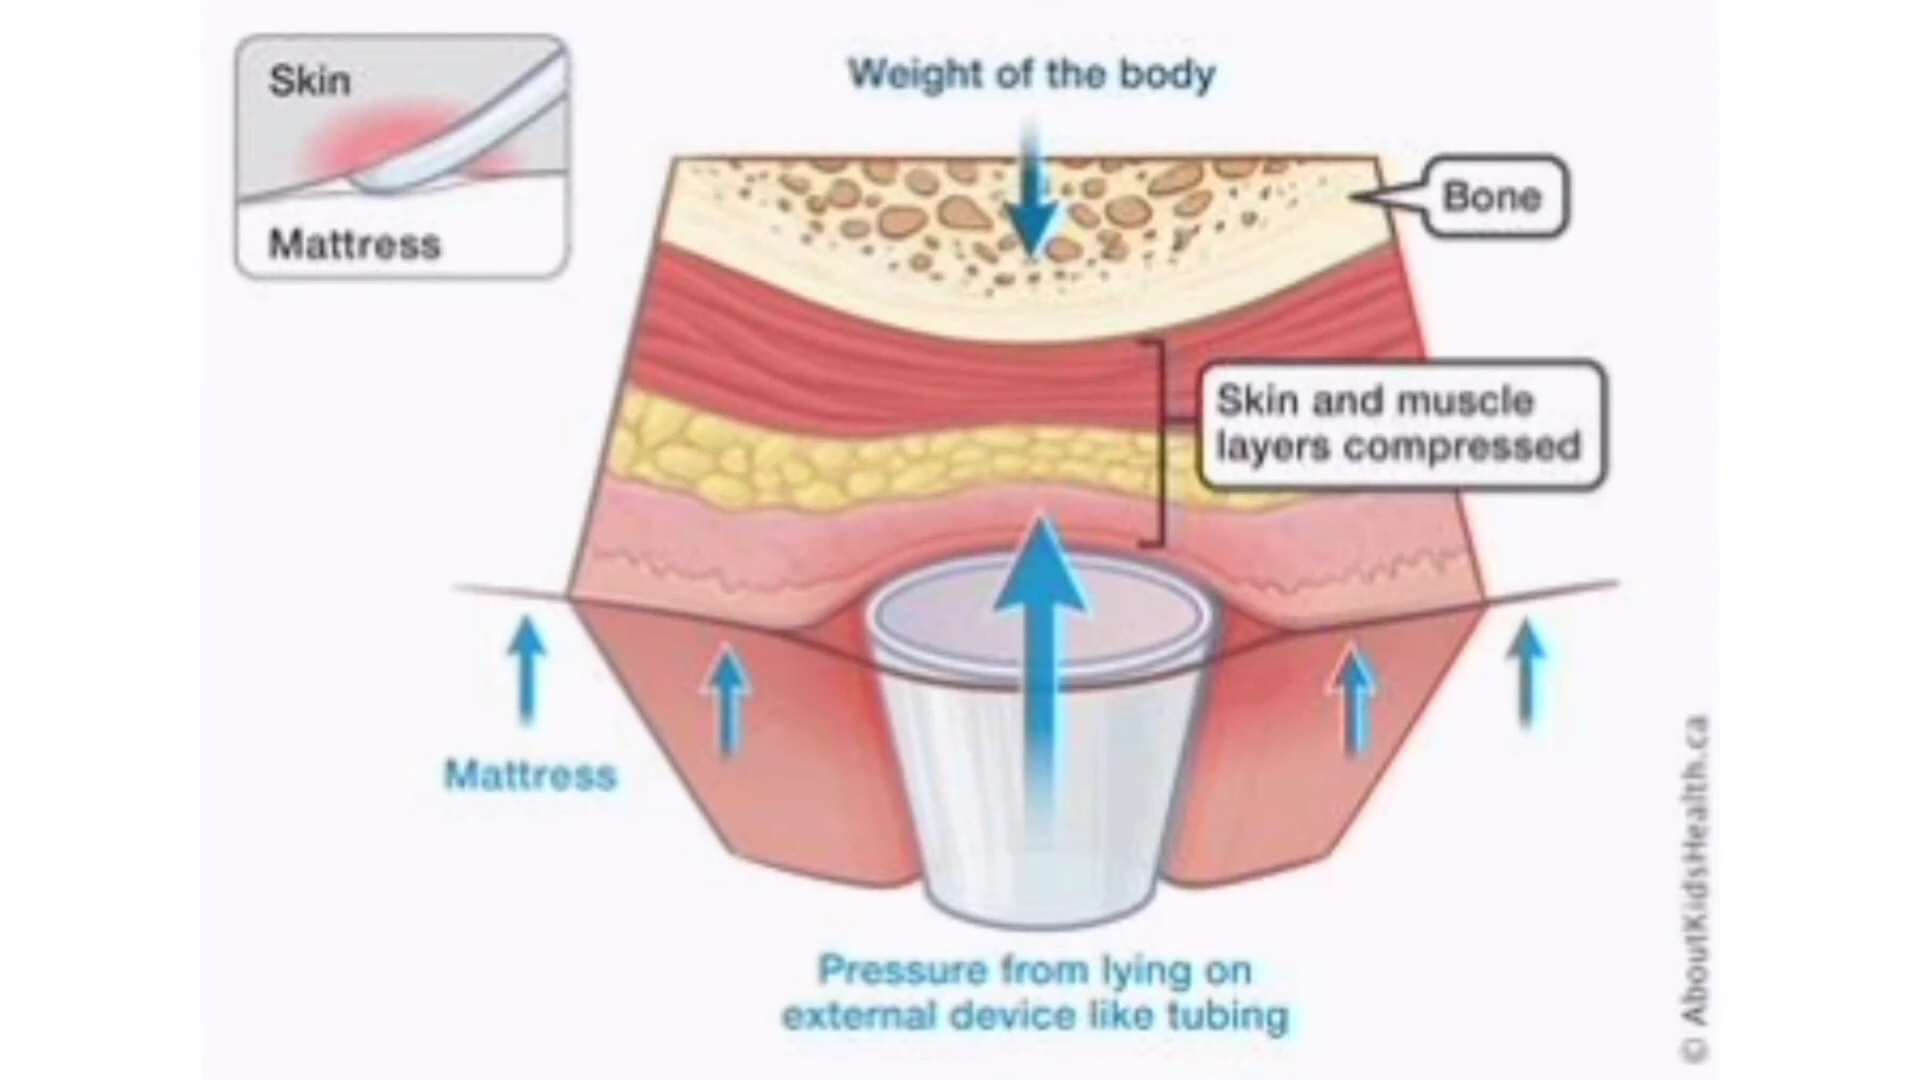 Skin
Mattress
Weight of the body
Bone
Skin and muscle
layers compressed
Mattress
Pressure from lying on
external device like tubing
© AboutKidsHealth.ca